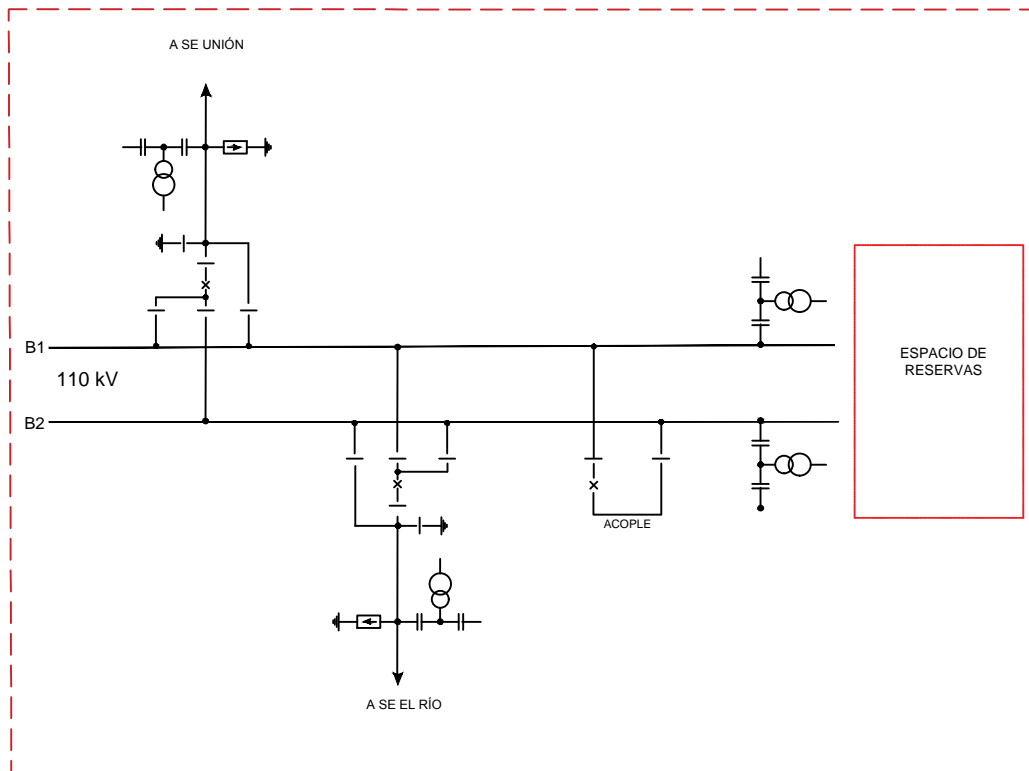 A SE UNIÓN
B1
110 kV
B2
ESPACIO DE
RESERVAS
ACOPLE
A SE EL RÍO